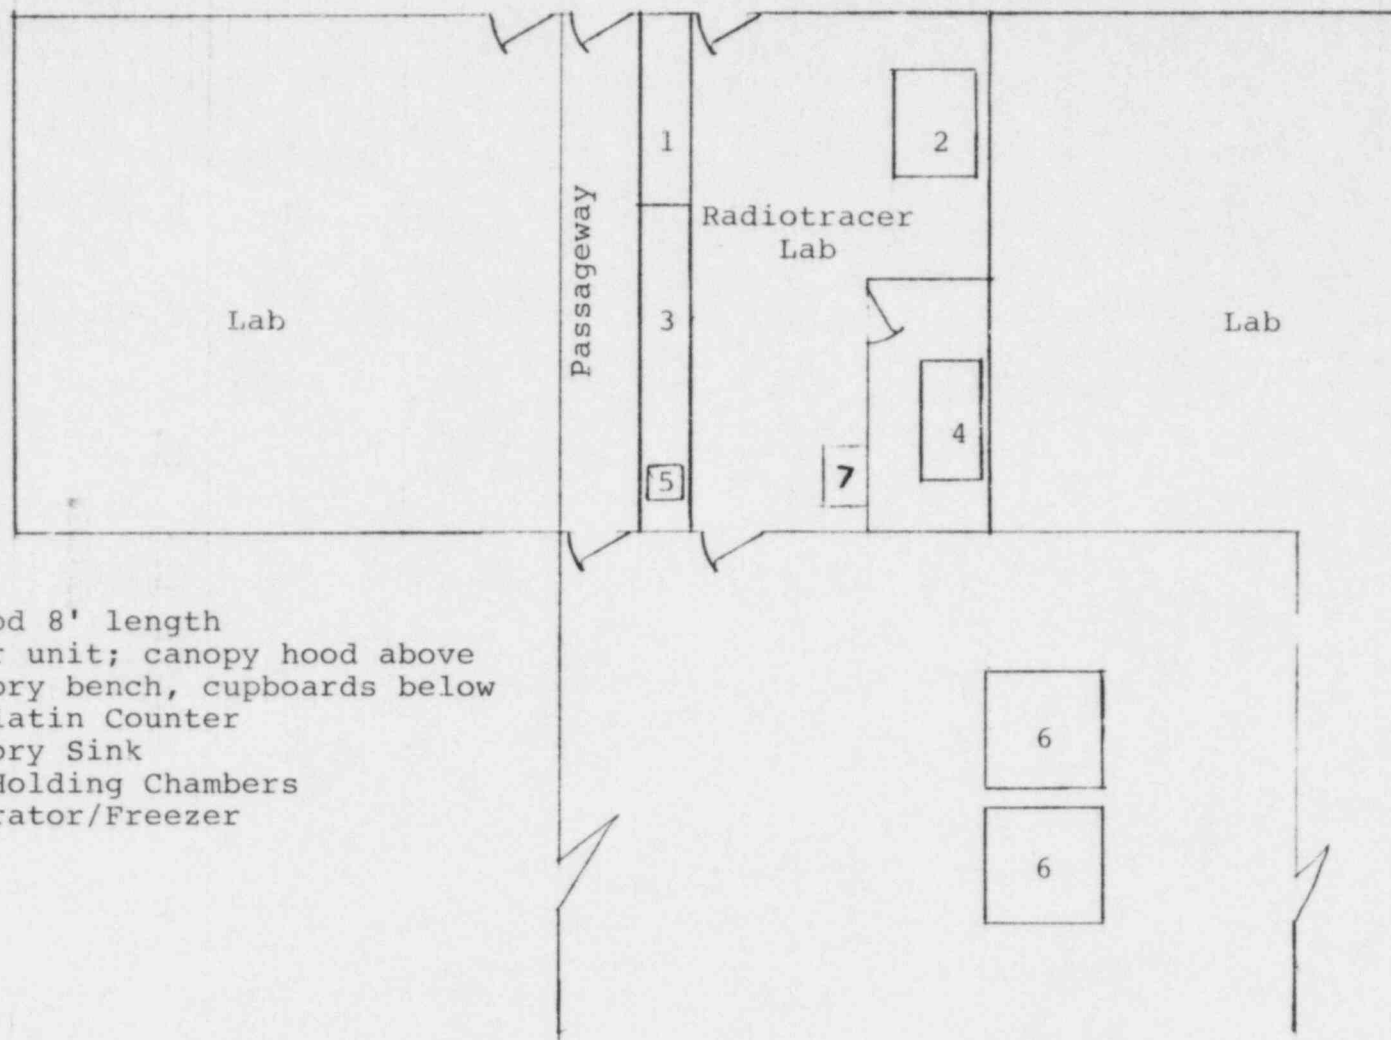 1
2
Radiotracer
Lab
Passageway
Lab
3
Lab
4
5
7
od 8' length
r unit; canopy hood above
ory bench, cupboards below
latin Counter
ory Sink
Holding Chambers
rator/Freezer
6
6